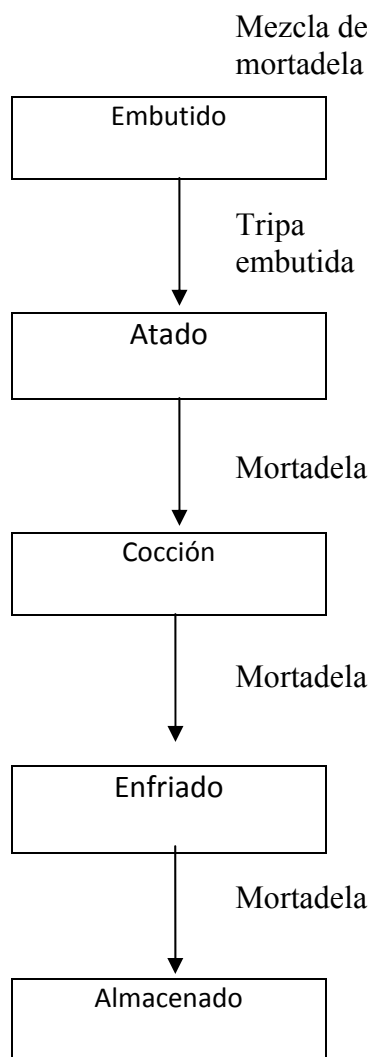 Mezcla de
mortadela
Embutido
Tripa
embutida
Atado
Mortadela
Cocción
Mortadela
Enfriado
Mortadela
Almacenado